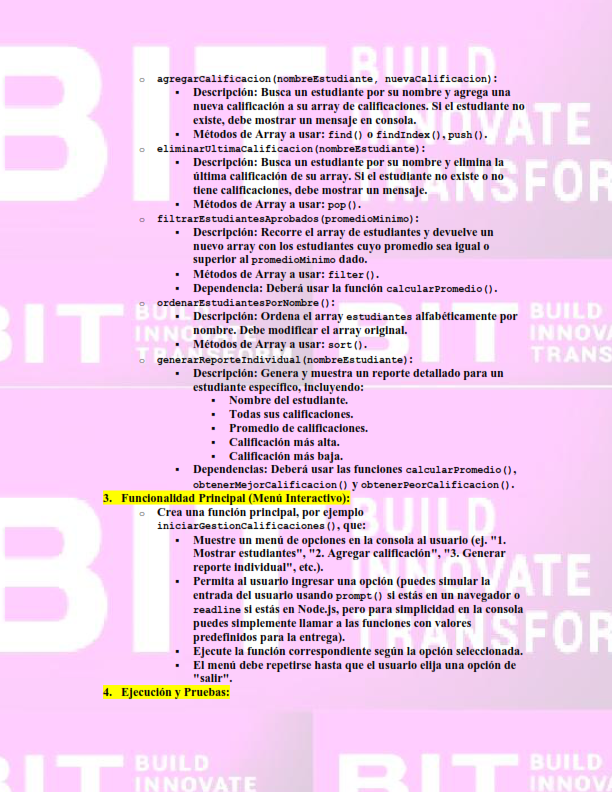 BIT BUILD
INNOVATE
TRANSFOR
o agregarCalificacion(nombreEstudiante, nuevaCalificacion):
▪ Descripción: Busca un estudiante por su nombre y agrega una
nueva calificación a su array de calificaciones. Si el estudiante no
existe, debe mostrar un mensaje en consola.
▪ Métodos de Array a usar: find() o findIndex(), push().
o eliminarUltimaCalificacion(nombreEstudiante):
▪ Descripción: Busca un estudiante por su nombre y elimina la
última calificación de su array. Si el estudiante no existe o no
tiene calificaciones, debe mostrar un mensaje.
▪ Métodos de Array a usar: pop().
o filtrarEstudiantesAprobados(promedioMinimo):
▪ Descripción: Recorre el array de estudiantes y devuelve un
nuevo array con los estudiantes cuyo promedio sea igual o
superior al promedioMinimo dado.
▪ Métodos de Array a usar: filter().
▪ Dependencia: Deberá usar la función calcularPromedio().
o ordenarEstudiantesPorNombre():
▪ Descripción: Ordena el array estudiantes alfabéticamente por
nombre. Debe modificar el array original.
▪ Métodos de Array a usar: sort().
o generarReporteIndividual(nombreEstudiante):
▪ Descripción: Genera y muestra un reporte detallado para un
estudiante específico, incluyendo:
▪ Nombre del estudiante.
▪ Todas sus calificaciones.
▪ Promedio de calificaciones.
▪ Calificación más alta.
▪ Calificación más baja.
▪ Dependencias: Deberá usar las funciones calcularPromedio(),
obtenerMejorCalificacion() y obtenerPeorCalificacion().
3. Funcionalidad Principal (Menú Interactivo):
o Crea una función principal, por ejemplo
iniciarGestionCalificaciones(), que:
▪ Muestre un menú de opciones en la consola al usuario (ej. "1.
Mostrar estudiantes", "2. Agregar calificación", "3. Generar
reporte individual", etc.).
▪ Permita al usuario ingresar una opción (puedes simular la
entrada del usuario usando prompt() si estás en un navegador o
readline si estás en Node.js, pero para simplicidad en la consola
puedes simplemente llamar a las funciones con valores
predefinidos para la entrega).
▪ Ejecute la función correspondiente según la opción seleccionada.
▪ El menú debe repetirse hasta que el usuario elija una opción de
"salir".
4. Ejecución y Pruebas:
BIT BUILD
INNOVATE
BIT BUILD